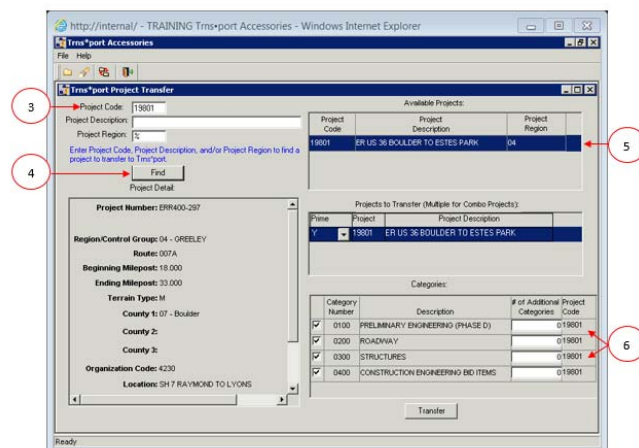 http://internal/ - TRAINING Trns•port Accessories - Windows Internet Explorer
Trns*port Accessories
File Help
Trns*port Project Transfer
3
Project Code: 19801
Project Description:
Project Region: %
Enter Project Code, Project Description, and/or Project Region to find a
project to transfer to Trns*port.
4
Find
Project Detail:
Project Number: ERR400-297
Region/Control Group: 04 - GREELEY
Route: 007A
Beginning Milepost: 18.000
Ending Milepost: 33.000
Terrain Type: M
County 1: 07 - Boulder
County 2:
County 3:
Organization Code: 4230
Location: SH 7 RAYMOND TO LYONS
Available Projects:
Project Code Project Description Project Region
19801 ER US 36 BOULDER TO ESTES PARK 04
5
Projects to Transfer (Multiple for Combo Projects):
Prime Project Project Description
Y 19801 ER US 36 BOULDER TO ESTES PARK
Categories:
Category Number Description # of Additional Categories Project Code
0100 PRELIMINARY ENGINEERING (PHASE D) 0 19801
0200 ROADWAY 0 19801
0300 STRUCTURES 0 19801
0400 CONSTRUCTION ENGINEERING BID ITEMS 0 19801
6
Transfer
Ready